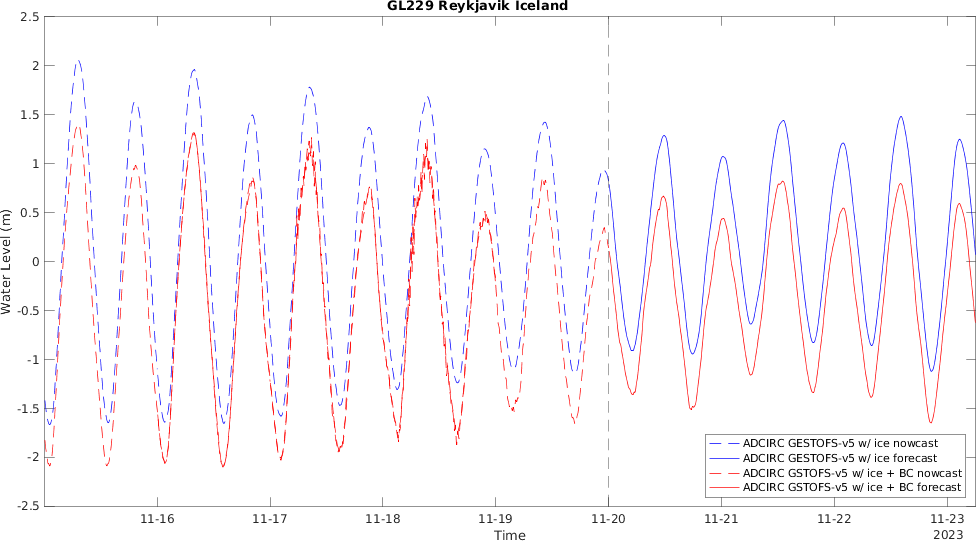 GL229 Reykjavik Iceland
2.5
2
1.5
1
0.5
0
-0.5
-1
-1.5
-2
-2.5
Water Level (m)
ADCIRC GESTOFS-v5 w/ ice nowcast
ADCIRC GESTOFS-v5 w/ ice forecast
ADCIRC GSTOFS-v5 w/ ice + BC nowcast
ADCIRC GSTOFS-v5 w/ ice + BC forecast
11-16 11-17 11-18 11-19 11-20 11-21 11-22 11-23
Time 2023